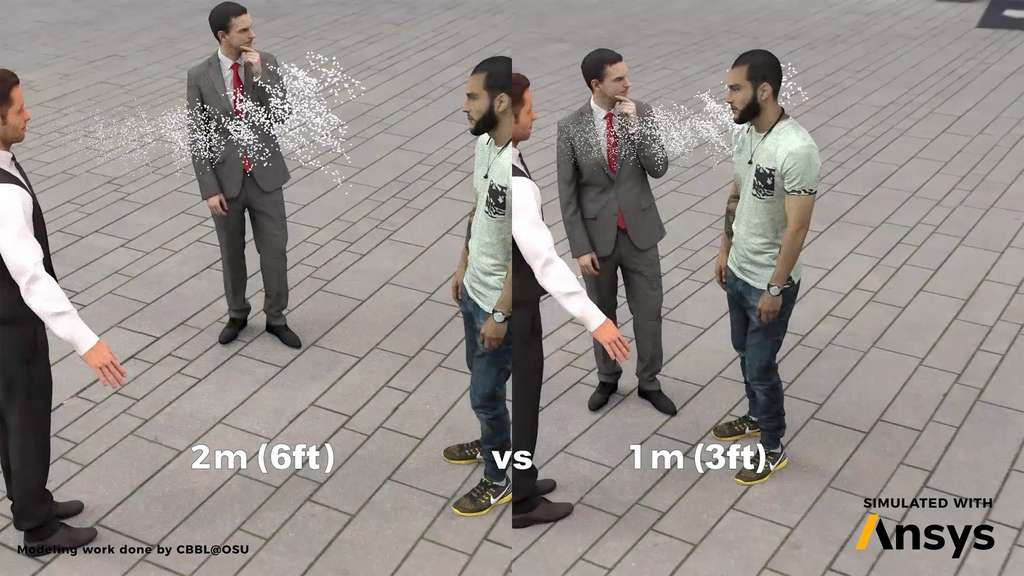 2m (6ft)
vs
1m (3ft)
SIMULATED WITH
Ansys
Modeling work done by CBBL@OSU